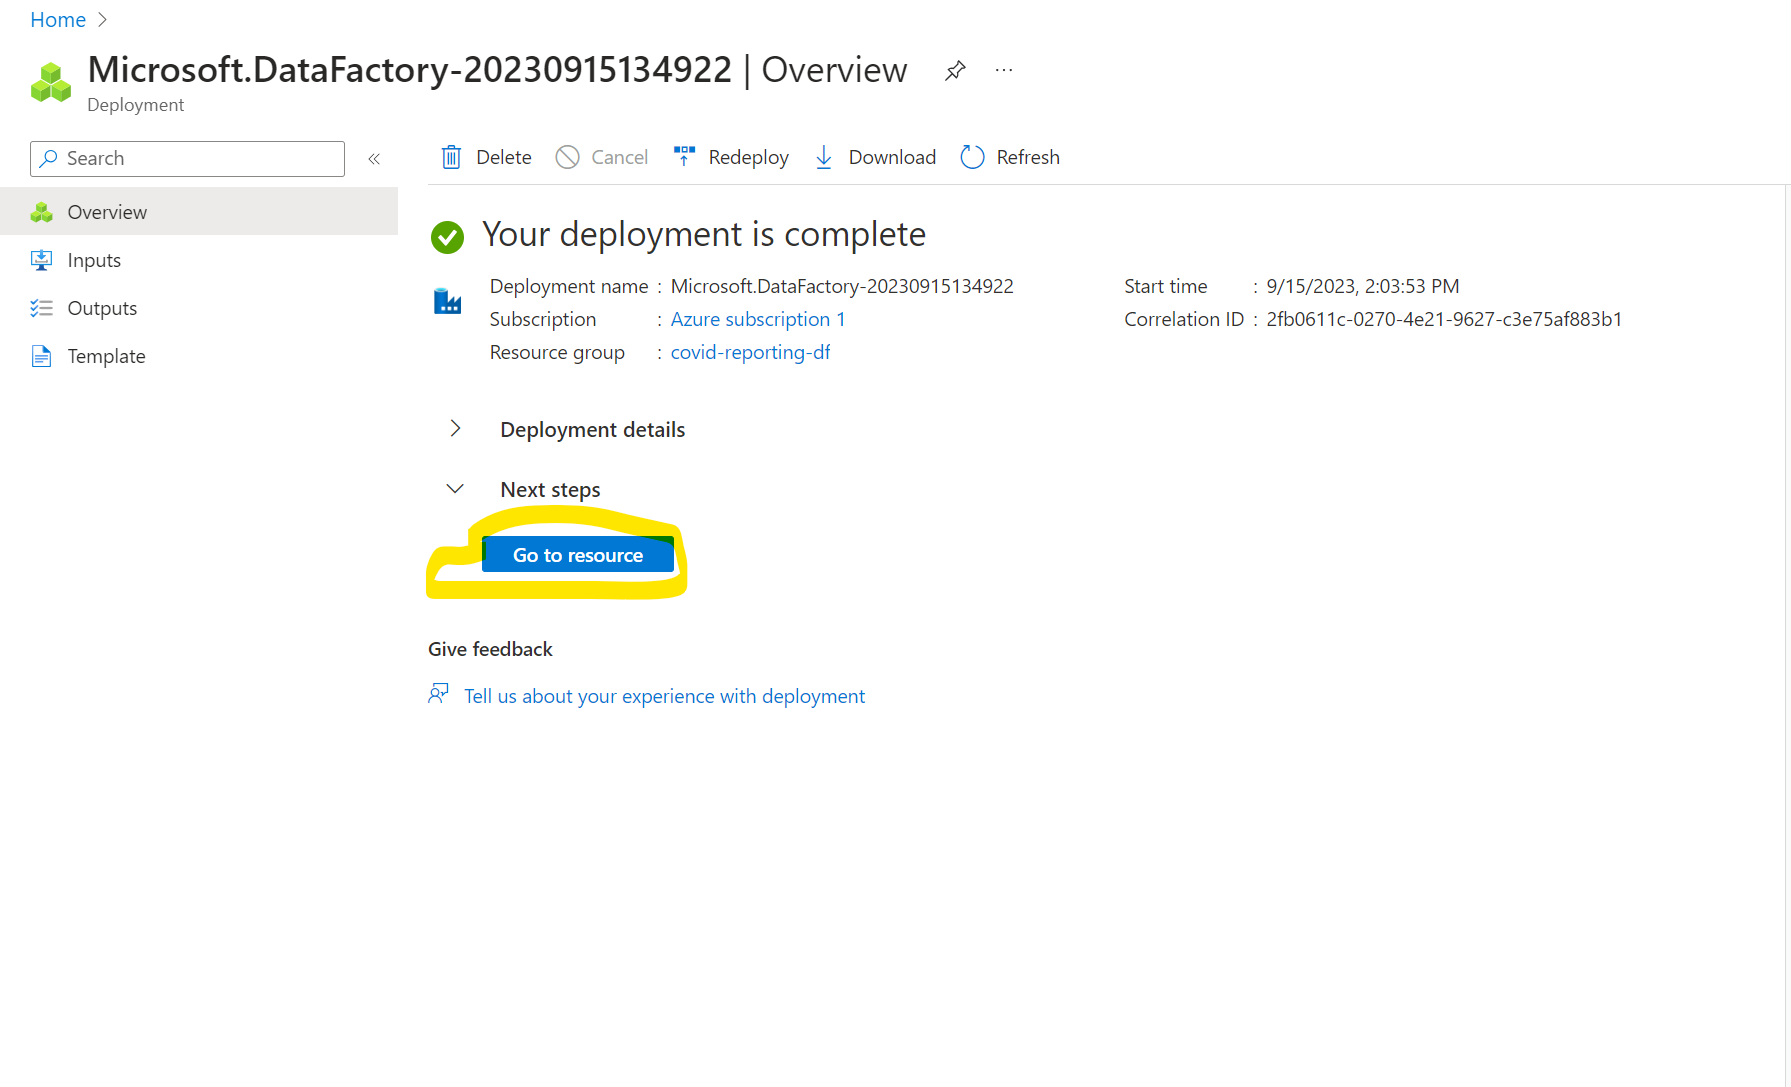 Home
Microsoft.DataFactory-20230915134922 | Overview
Deployment
Search
Overview
Inputs
Outputs
Template
Delete Cancel Redeploy Download Refresh
Your deployment is complete
Deployment name : Microsoft.DataFactory-20230915134922
Subscription : Azure subscription 1
Resource group : covid-reporting-df
Start time : 9/15/2023, 2:03:53 PM
Correlation ID : 2fb0611c-0270-4e21-9627-c3e75af883b1
Deployment details
Next steps
Go to resource
Give feedback
Tell us about your experience with deployment